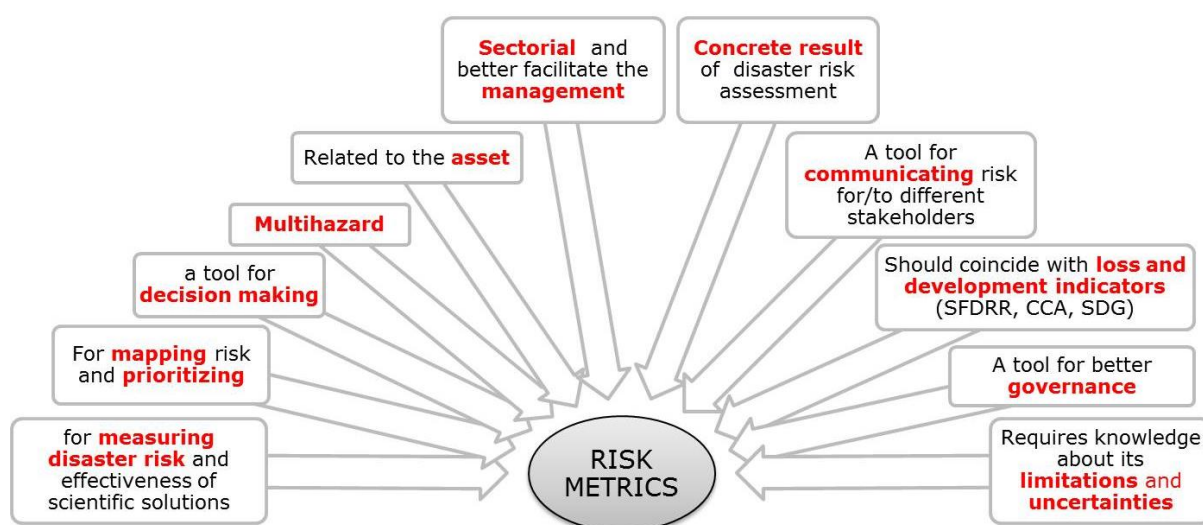 Sectorial and
better facilitate the
management
Concrete result
of disaster risk
assessment
Related to the asset
A tool for
communicating risk
for/to different
stakeholders
Multihazard
a tool for
decision making
Should coincide with loss and
development indicators
(SFDRR, CCA, SDG)
For mapping risk
and prioritizing
A tool for better
governance
for measuring
disaster risk and
effectiveness of
scientific solutions
Requires knowledge
about its
limitations and
uncertainties
RISK
METRICS